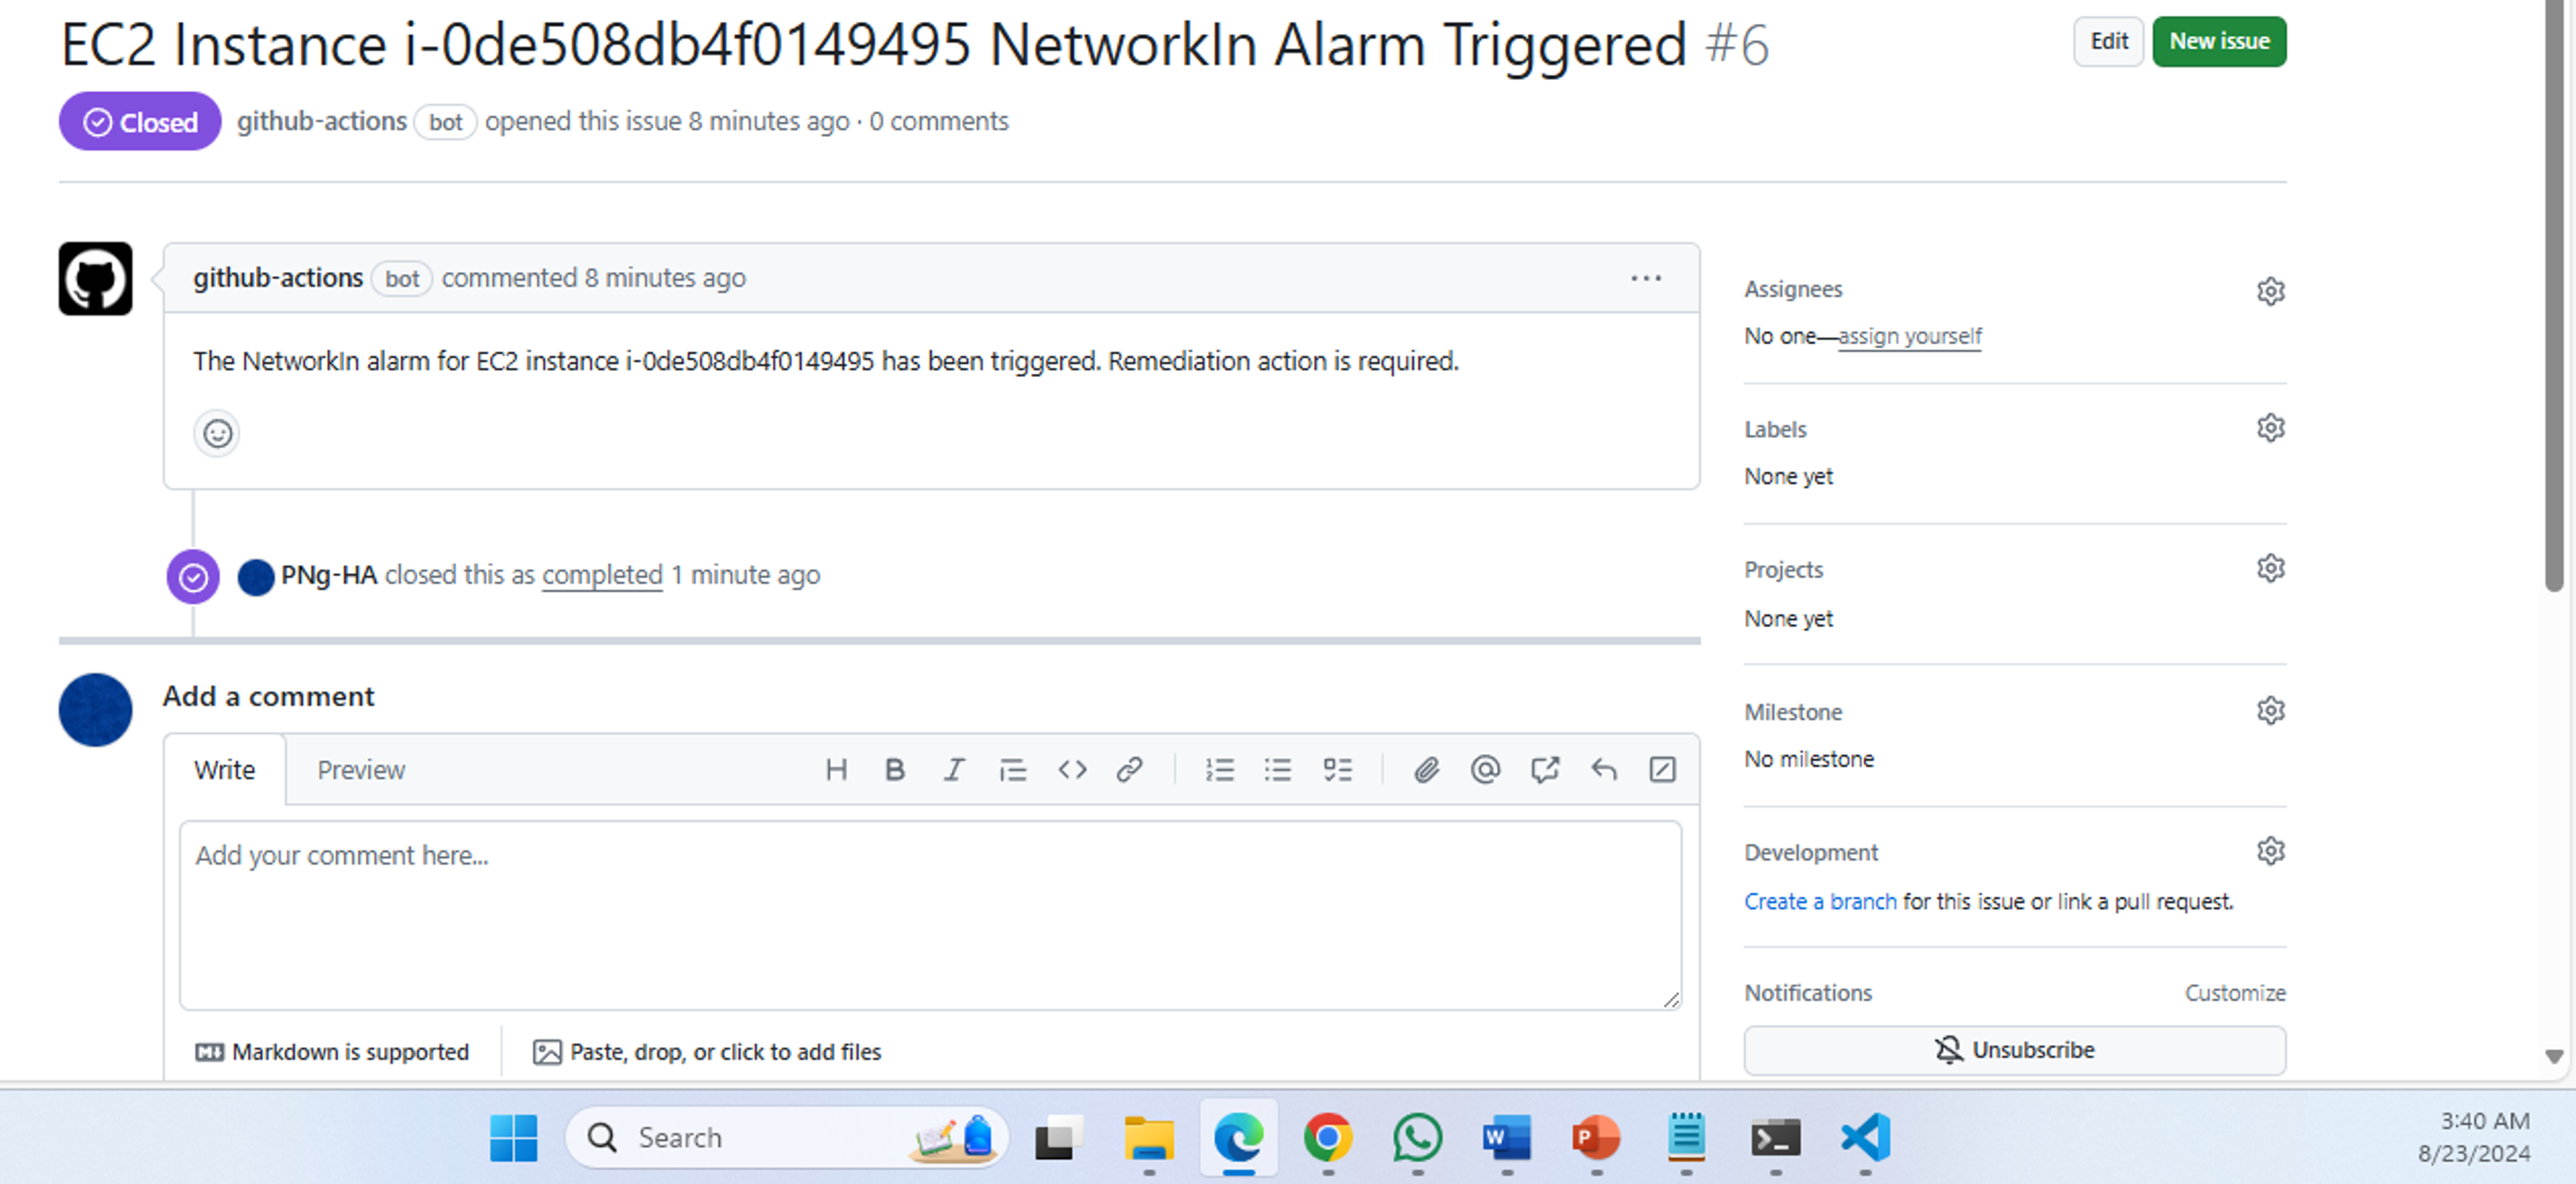 EC2 Instance i-0de508db4f0149495 NetworkIn Alarm Triggered #6
Edit
New issue
Closed
github-actions bot opened this issue 8 minutes ago · 0 comments
github-actions bot commented 8 minutes ago
The NetworkIn alarm for EC2 instance i-0de508db4f0149495 has been triggered. Remediation action is required.
PNg-HA closed this as completed 1 minute ago
Add a comment
Write
Preview
Add your comment here...
Markdown is supported
Paste, drop, or click to add files
Assignees
No one—assign yourself
Labels
None yet
Projects
None yet
Milestone
No milestone
Development
Create a branch for this issue or link a pull request.
Notifications
Customize
Unsubscribe
Search
3:40 AM
8/23/2024